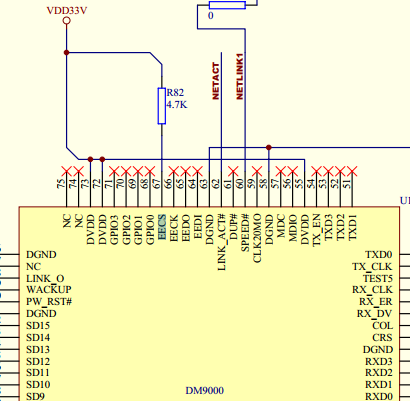 VDD33V
0
NETACT
NETLINK1
R82
4.7K
75 74 73 72 71 70 69 68 67 66 65 64 63 62 61 60 59 58 57 56 55 54 53 52 51
NC NC DVDD DVDD GPIO3 GPIO2 GPIO1 GPIO0 EECS EECK EEDO EEDI DGND LINK_ACT# DUP# SPEED# CLK20MO DGND MDC MDIO DVDD TX_EN TXD3 TXD2 TXD1
DGND TXD0
NC TX_CLK
LINK_O TEST5
WACKUP RX_CLK
PW_RST# RX_ER
DGND RX_DV
SD15 COL
SD14 CRS
SD13 DGND
SD12 RXD3
SD11 RXD2
SD10 RXD1
SD9 RXD0
DM9000